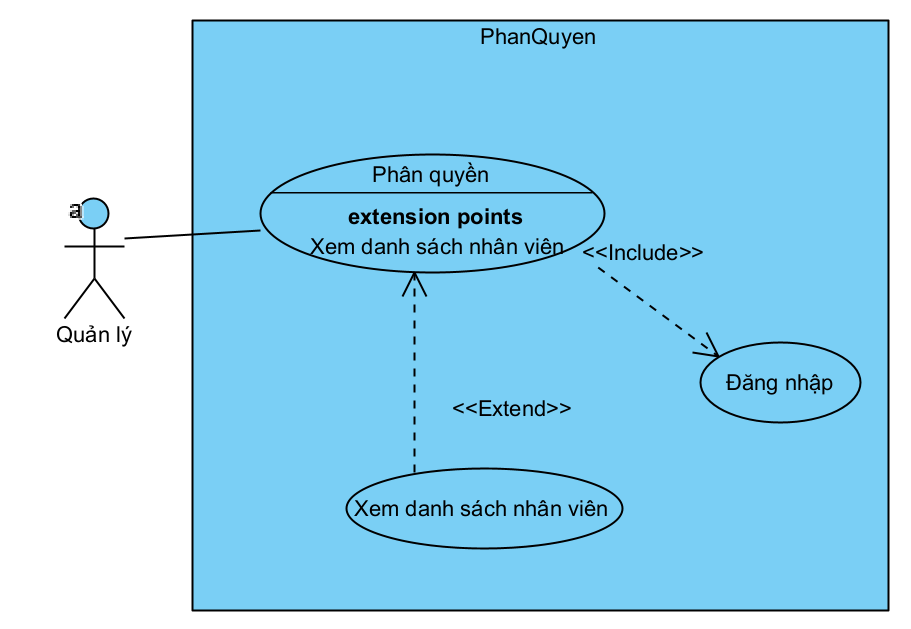 PhanQuyen
Phân quyền
extension points
Xem danh sách nhân viên
<<Include>>
a
Quản lý
Đăng nhập
<<Extend>>
Xem danh sách nhân viên